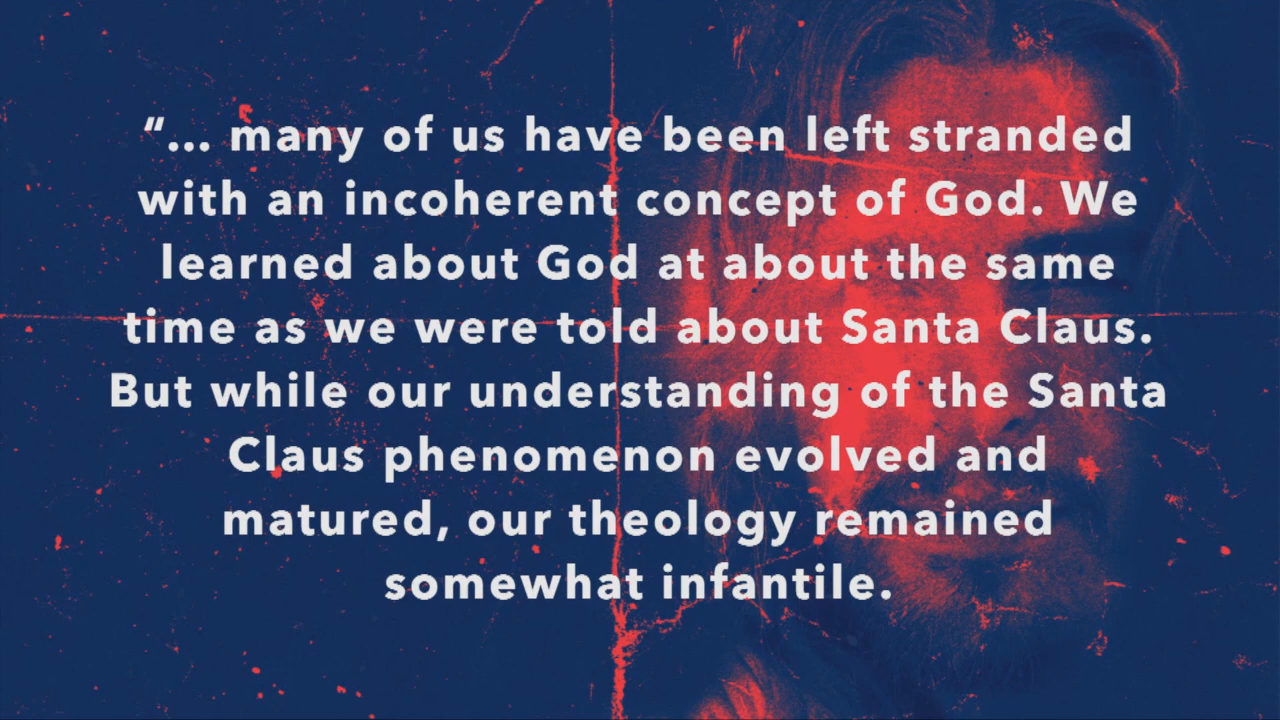 “... many of us have been left stranded
with an incoherent concept of God. We
learned about God at about the same
time as we were told about Santa Claus.
But while our understanding of the Santa
Claus phenomenon evolved and
matured, our theology remained
somewhat infantile.